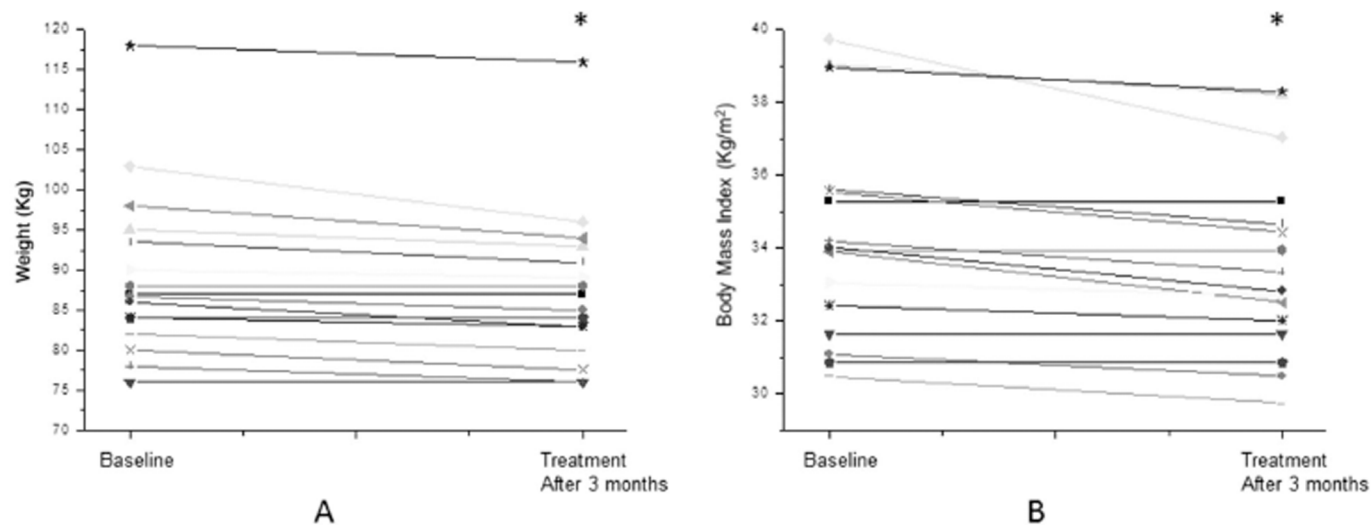 *
120
115
110
105
100
95
90
85
80
75
70
Weight (Kg)
Baseline
Treatment
After 3 months
A
*
40
38
36
34
32
30
Body Mass Index (Kg/m²)
Baseline
Treatment
After 3 months
B